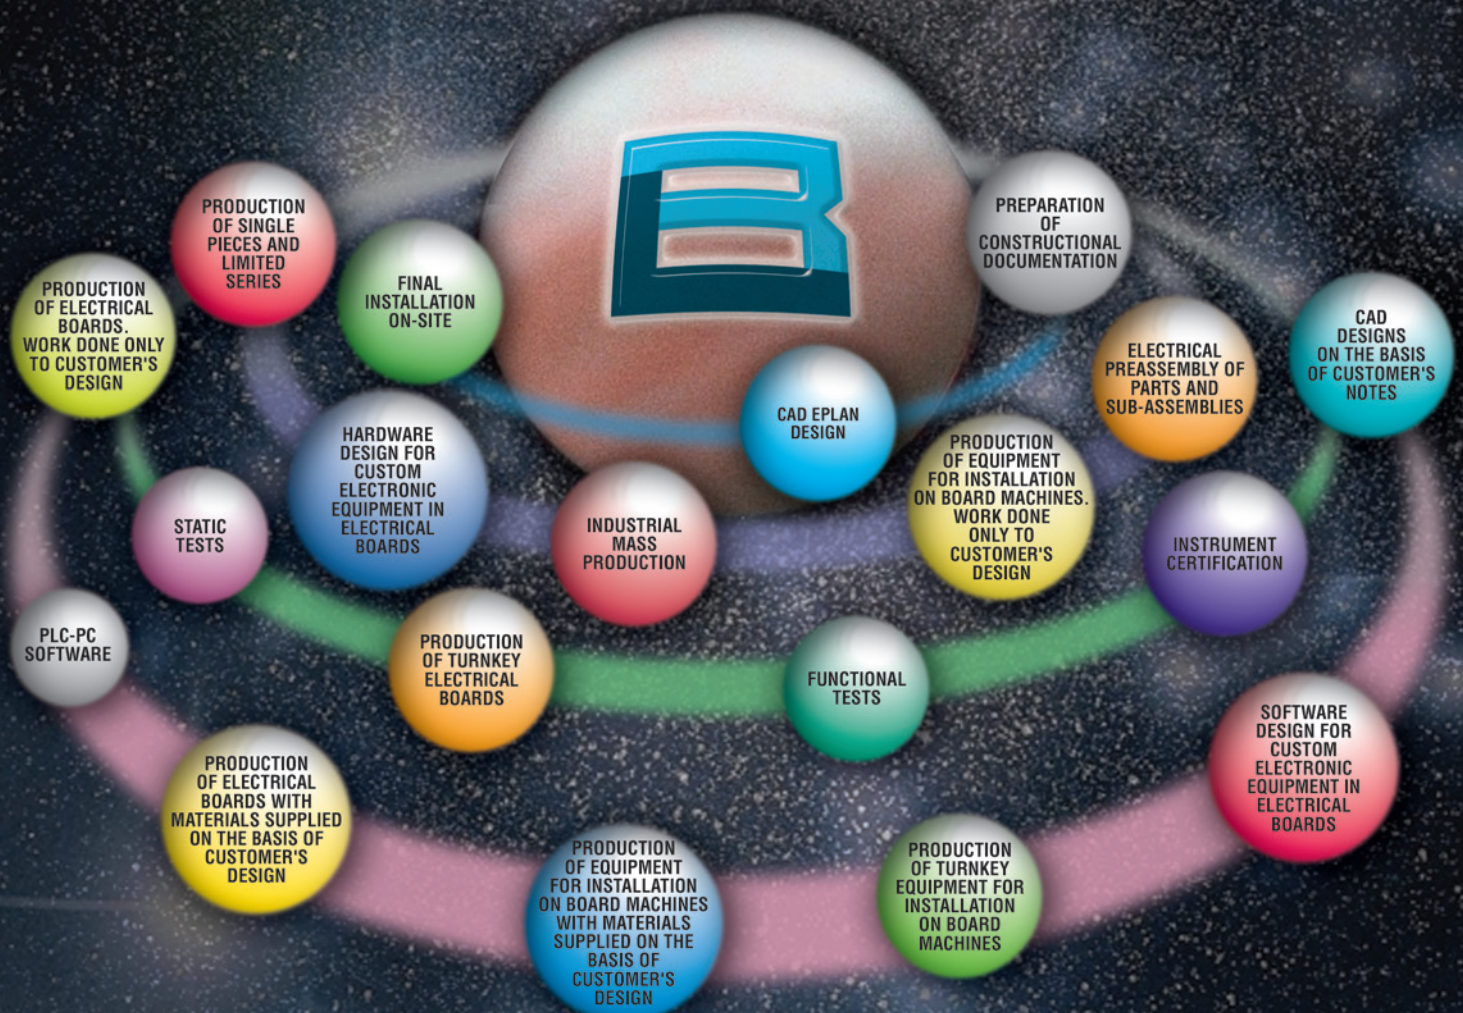 PRODUCTION
OF SINGLE
PIECES AND
LIMITED
SERIES
PREPARATION
OF
CONSTRUCTIONAL
DOCUMENTATION
FINAL
INSTALLATION
ON-SITE
PRODUCTION
OF ELECTRICAL
BOARDS.
WORK DONE ONLY
TO CUSTOMER'S
DESIGN
CAD
DESIGNS
ON THE BASIS
OF CUSTOMER'S
NOTES
ELECTRICAL
PREASSEMBLY OF
PARTS AND
SUB-ASSEMBLIES
CAD EPLAN
DESIGN
HARDWARE
DESIGN FOR
CUSTOM
ELECTRONIC
EQUIPMENT IN
ELECTRICAL
BOARDS
PRODUCTION
OF EQUIPMENT
FOR INSTALLATION
ON BOARD MACHINES.
WORK DONE
ONLY TO
CUSTOMER'S
DESIGN
STATIC
TESTS
INDUSTRIAL
MASS
PRODUCTION
INSTRUMENT
CERTIFICATION
PLC-PC
SOFTWARE
PRODUCTION
OF TURNKEY
ELECTRICAL
BOARDS
FUNCTIONAL
TESTS
SOFTWARE
DESIGN FOR
CUSTOM
ELECTRONIC
EQUIPMENT IN
ELECTRICAL
BOARDS
PRODUCTION
OF ELECTRICAL
BOARDS WITH
MATERIALS SUPPLIED
ON THE BASIS OF
CUSTOMER'S
DESIGN
PRODUCTION
OF EQUIPMENT
FOR INSTALLATION
ON BOARD MACHINES
WITH MATERIALS
SUPPLIED ON THE
BASIS OF
CUSTOMER'S
DESIGN
PRODUCTION
OF TURNKEY
EQUIPMENT FOR
INSTALLATION
ON BOARD
MACHINES